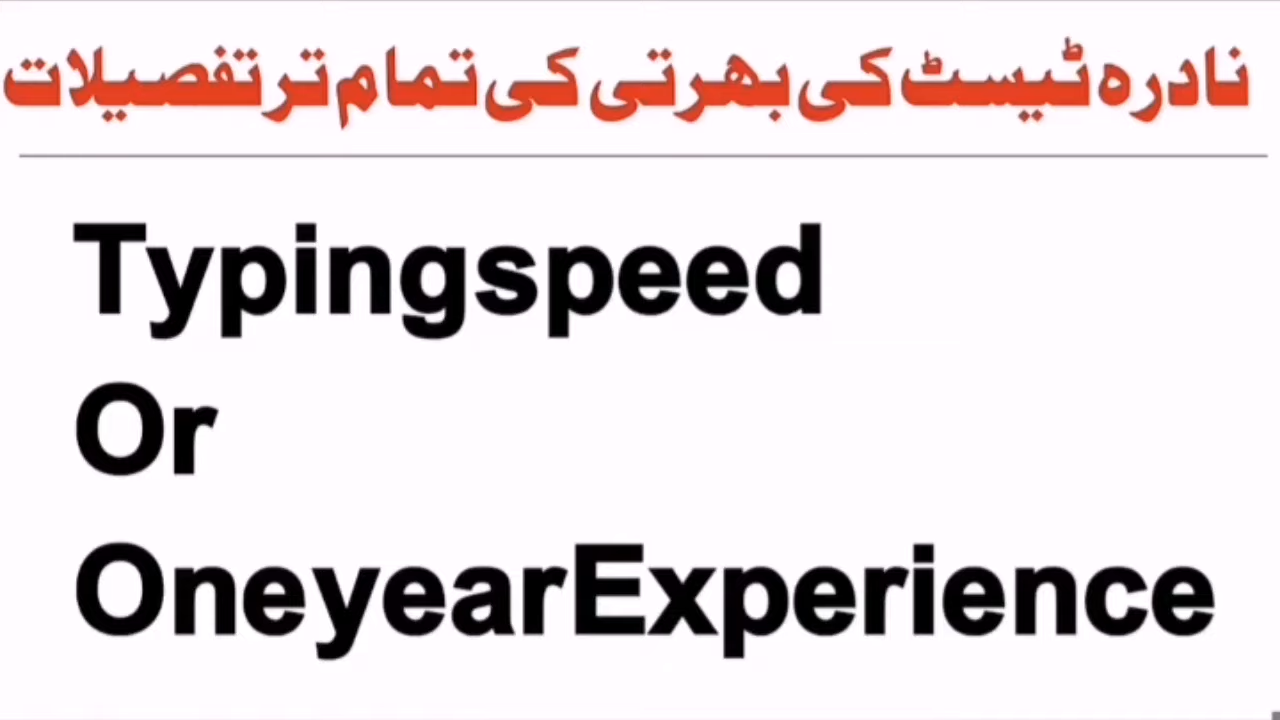 نادرہ ٹیسٹ کی بھرتی کی تمام تر تفصیلات
Typingspeed
Or
OneyearExperience